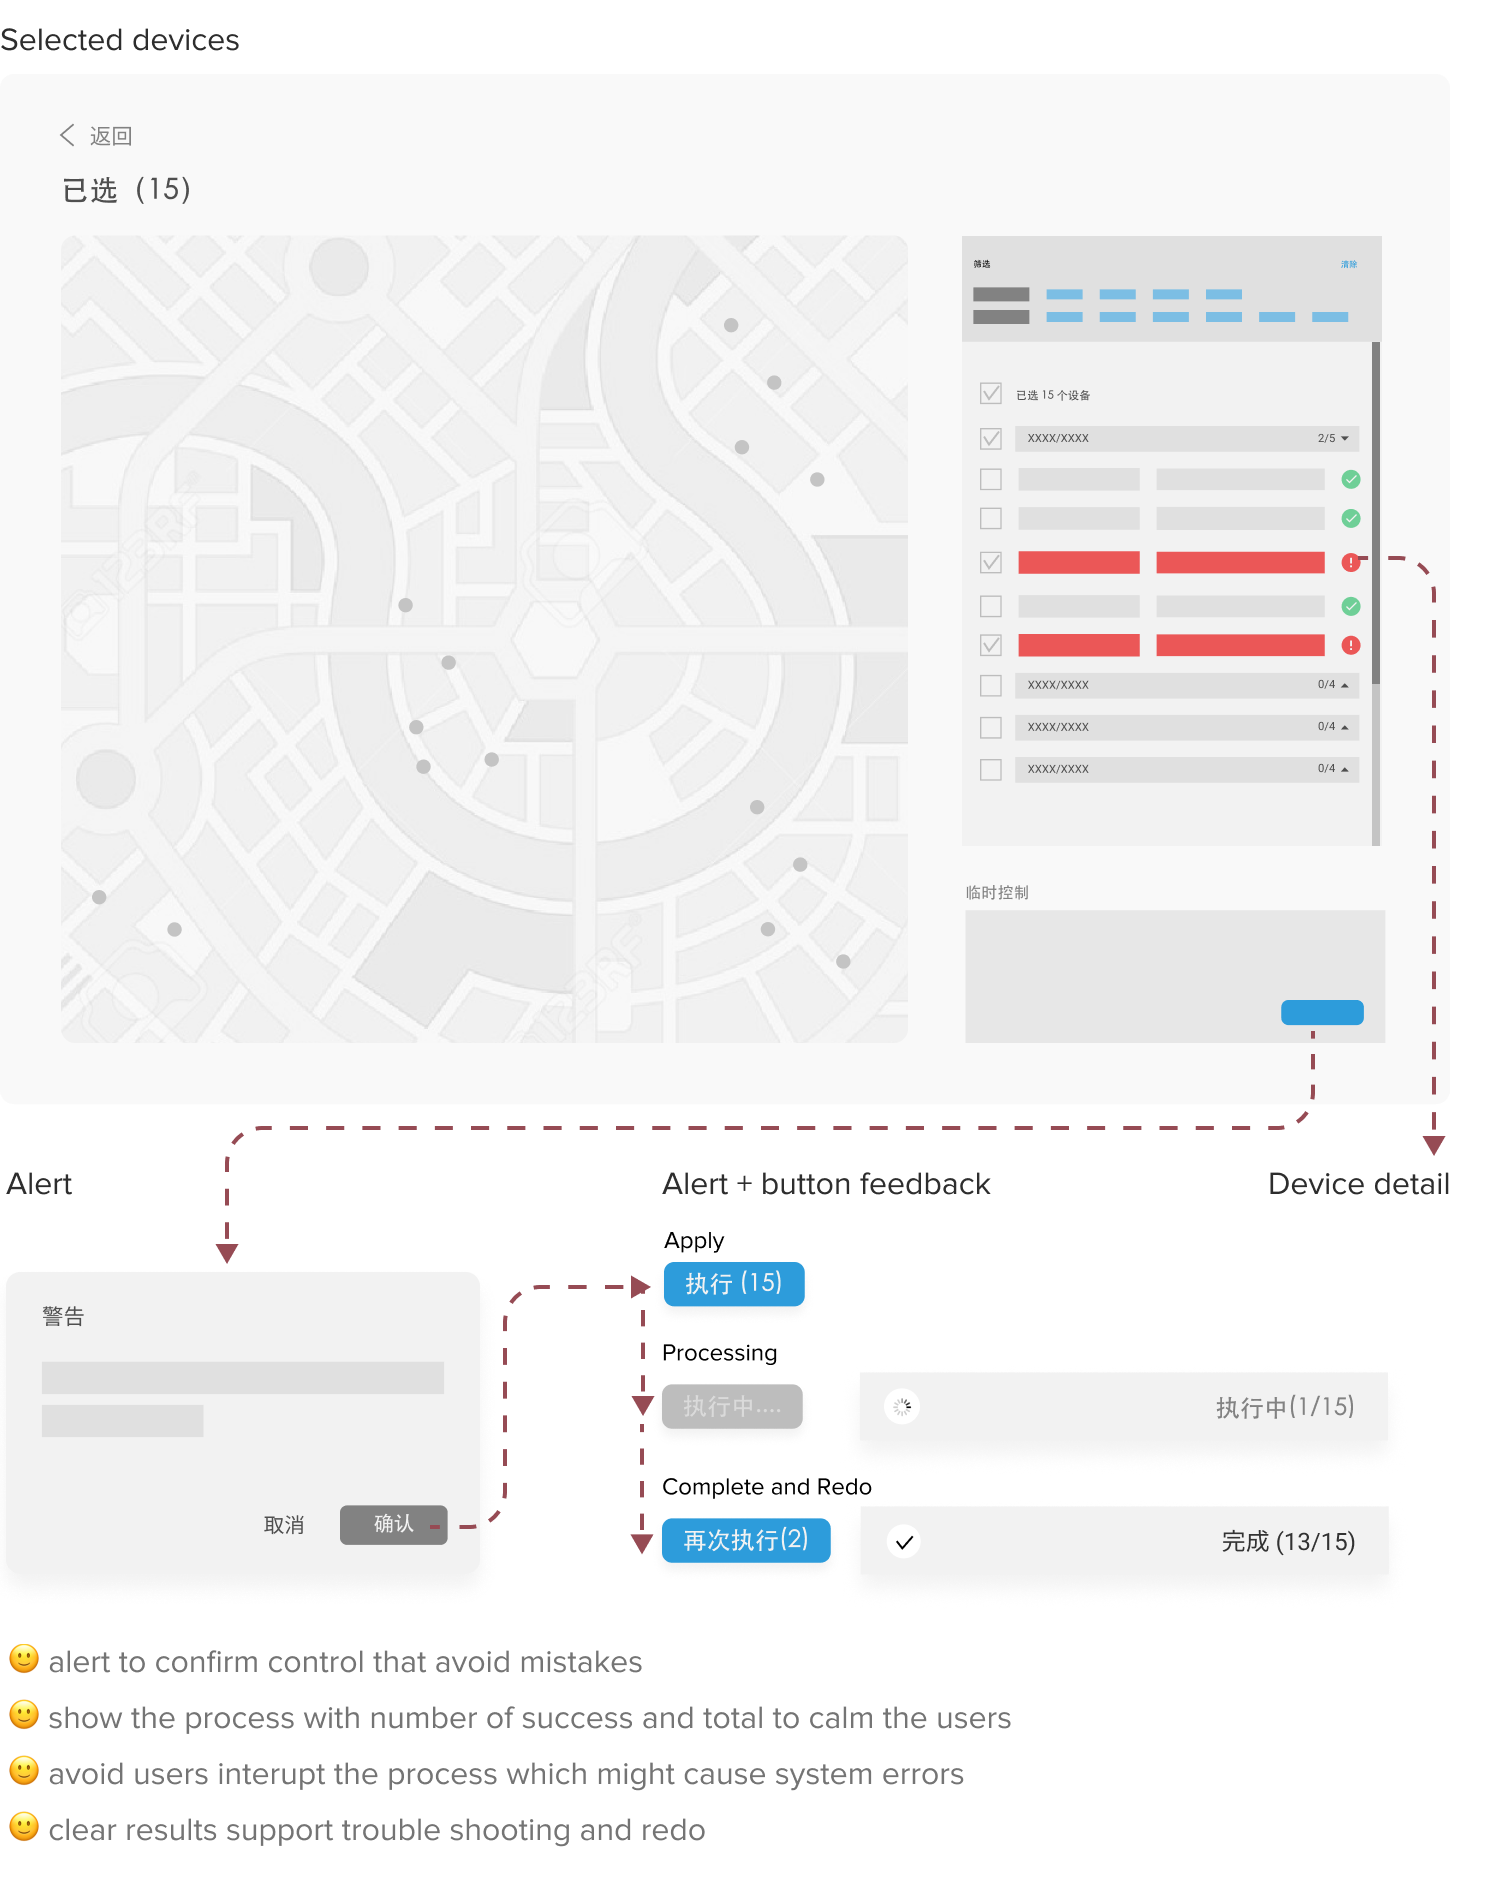 Selected devices
返回
已选（15）
筛选
清除
已选 15 个设备
XXXX/XXXX 2/5
XXXX/XXXX 0/4
XXXX/XXXX 0/4
XXXX/XXXX 0/4
临时控制
Alert
Alert + button feedback
Device detail
Apply
执行 (15)
警告
Processing
执行中....
执行中(1/15)
取消
确认
Complete and Redo
再次执行(2)
完成 (13/15)
alert to confirm control that avoid mistakes
show the process with number of success and total to calm the users
avoid users interupt the process which might cause system errors
clear results support trouble shooting and redo